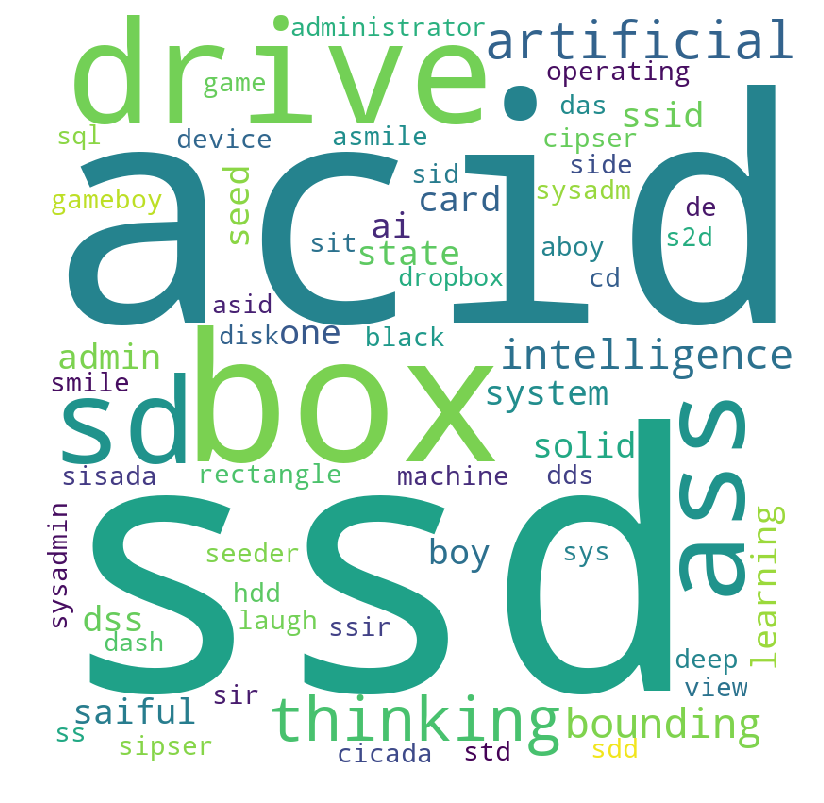 administrator
drive
artificial
game
operating
das
ssid
sql
device
asmile
cipser
side
acid
seed
sid
sysadm
gameboy
card
de
ai
s2d
sit
state
aboy
dropbox
cd
asid
disk
one
black
box
admin
intelligence
smile
sd
system
ass
solid
sisada
rectangle
machine
dds
ssd
sysadmin
learning
seeder
boy
sys
hdd
dss
laugh
ssir
dash
deep
view
sir
saiful
thinking
bounding
ss
sipser
cicada
std
sdd